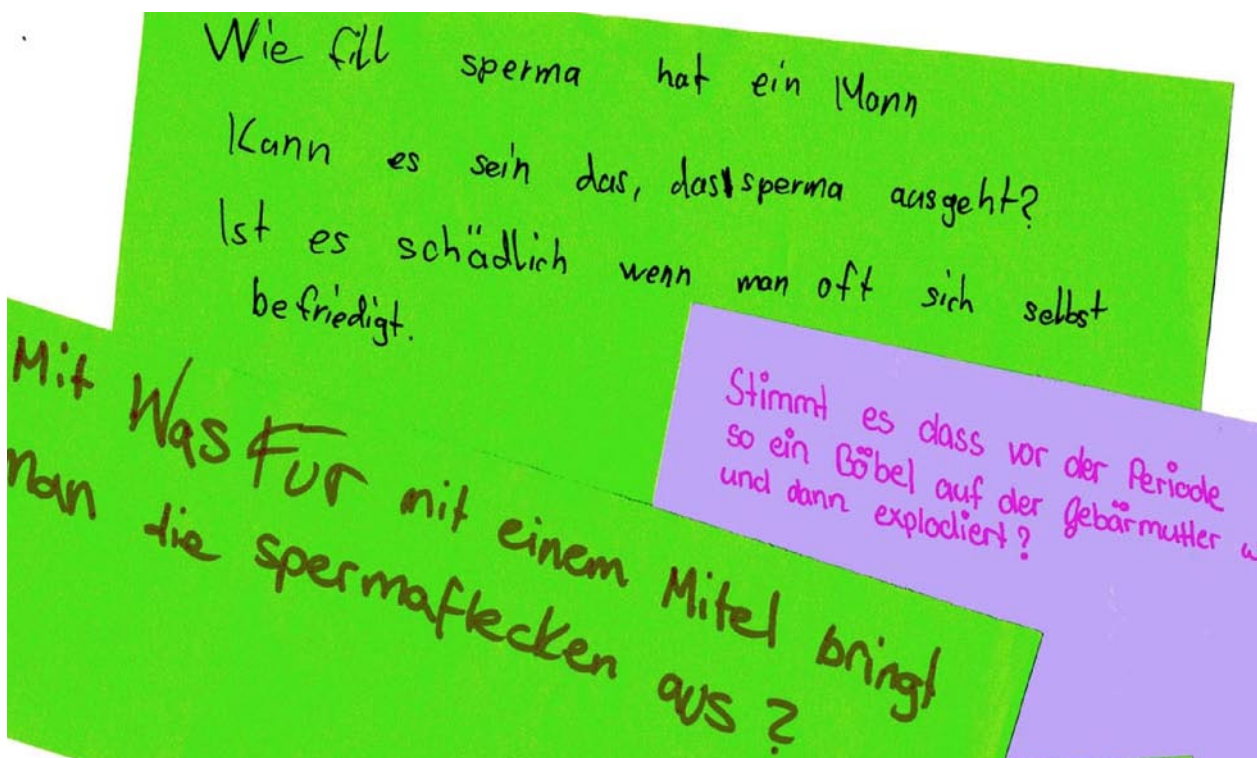 Wie fill sperma hat ein Mann
Kann es sein das, das sperma ausgeht?
Ist es schädlich wenn man oft sich selbst
befriedigt.
Stimmt es dass vor der Periode
so ein Böbel auf der Gebärmutter
und dann explodiert?
Mit Was Für mit einem Mitel bringt
man die spermaflecken aus?